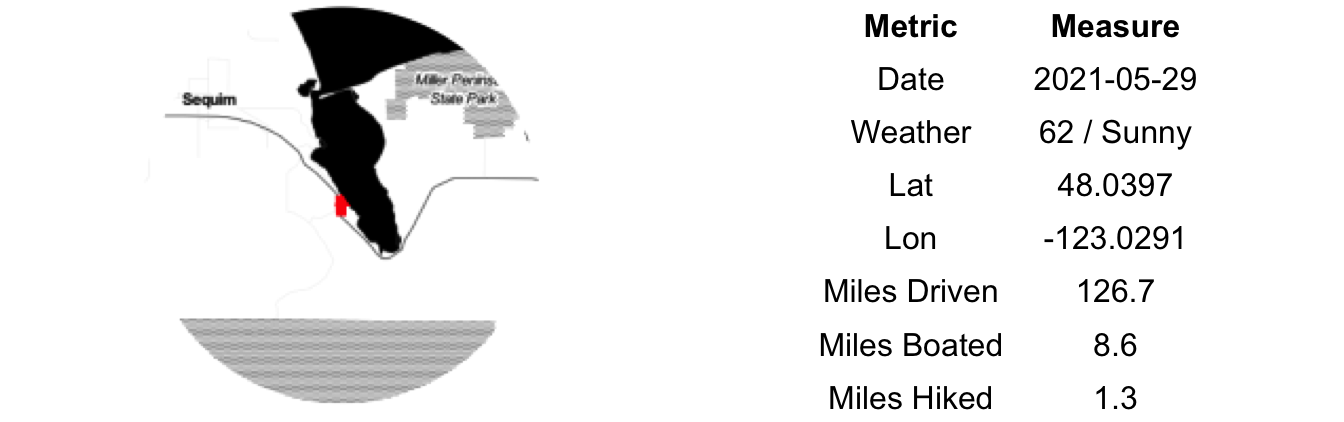 Miller Penins
State Park
Sequim
Metric Measure
Date 2021-05-29
Weather 62 / Sunny
Lat 48.0397
Lon -123.0291
Miles Driven 126.7
Miles Boated 8.6
Miles Hiked 1.3